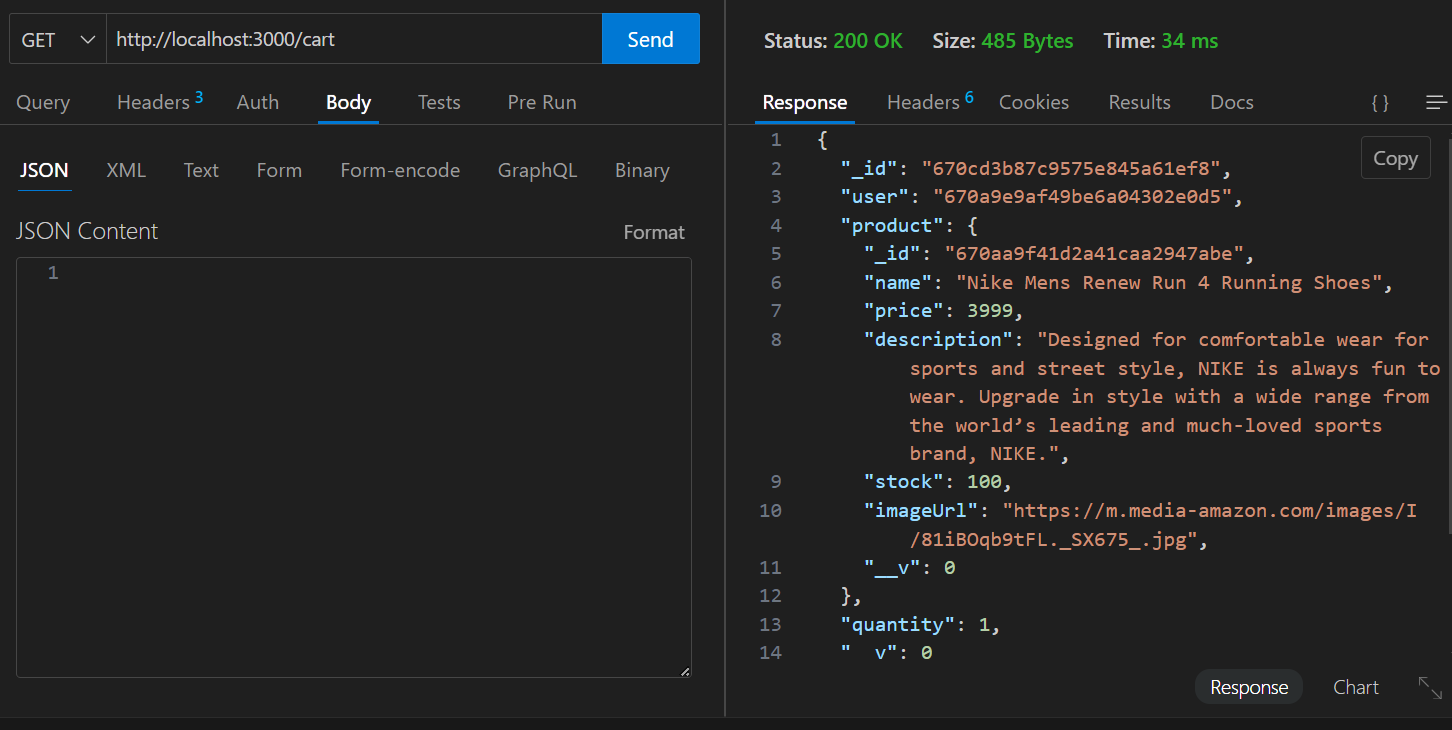 GET http://localhost:3000/cart Send
Query Headers 3 Auth Body Tests Pre Run
JSON XML Text Form Form-encode GraphQL Binary
JSON Content Format
1
Status: 200 OK Size: 485 Bytes Time: 34 ms
Response Headers 6 Cookies Results Docs { }
Copy
1 {
2 "_id": "670cd3b87c9575e845a61ef8",
3 "user": "670a9e9af49be6a04302e0d5",
4 "product": {
5 "_id": "670aa9f41d2a41caa2947abe",
6 "name": "Nike Mens Renew Run 4 Running Shoes",
7 "price": 3999,
8 "description": "Designed for comfortable wear for
sports and street style, NIKE is always fun to
wear. Upgrade in style with a wide range from
the world’s leading and much-loved sports
brand, NIKE.",
9 "stock": 100,
10 "imageUrl": "https://m.media-amazon.com/images/I
/81iBOqb9tFL._SX675_.jpg",
11 "__v": 0
12 },
13 "quantity": 1,
14 "__v": 0
Response Chart